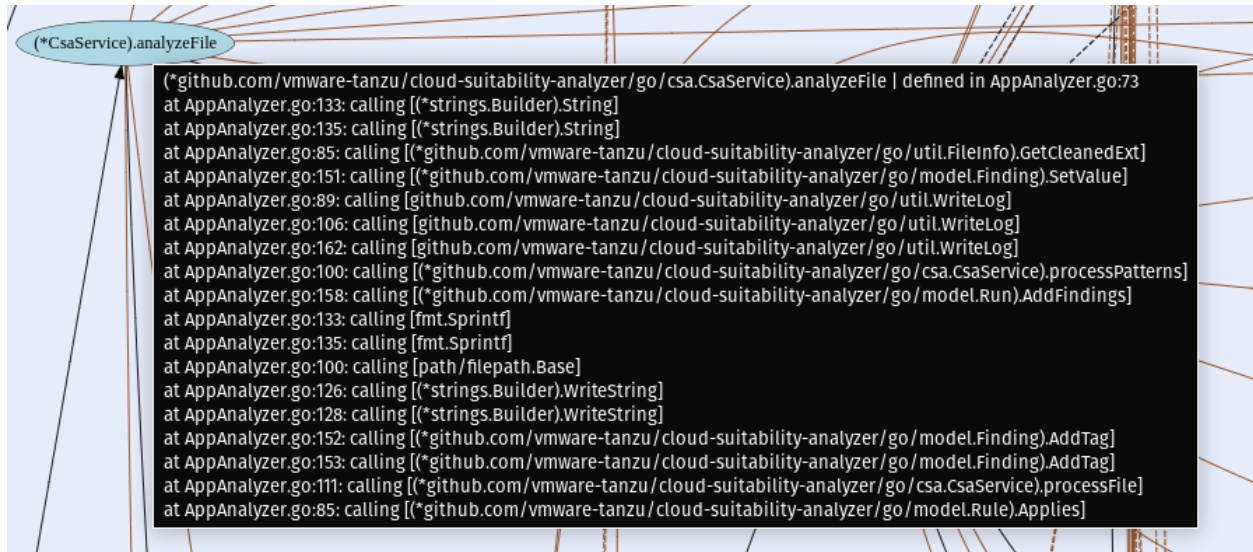 (*CsaService).analyzeFile
(*github.com/vmware-tanzu/cloud-suitability-analyzer/go/csa.CsaService).analyzeFile | defined in AppAnalyzer.go:73
at AppAnalyzer.go:133: calling [(*strings.Builder).String]
at AppAnalyzer.go:135: calling [(*strings.Builder).String]
at AppAnalyzer.go:85: calling [(*github.com/vmware-tanzu/cloud-suitability-analyzer/go/util.FileInfo).GetCleanedExt]
at AppAnalyzer.go:151: calling [(*github.com/vmware-tanzu/cloud-suitability-analyzer/go/model.Finding).SetValue]
at AppAnalyzer.go:89: calling [github.com/vmware-tanzu/cloud-suitability-analyzer/go/util.WriteLog]
at AppAnalyzer.go:106: calling [github.com/vmware-tanzu/cloud-suitability-analyzer/go/util.WriteLog]
at AppAnalyzer.go:162: calling [github.com/vmware-tanzu/cloud-suitability-analyzer/go/util.WriteLog]
at AppAnalyzer.go:100: calling [(*github.com/vmware-tanzu/cloud-suitability-analyzer/go/csa.CsaService).processPatterns]
at AppAnalyzer.go:158: calling [(*github.com/vmware-tanzu/cloud-suitability-analyzer/go/model.Run).AddFindings]
at AppAnalyzer.go:133: calling [fmt.Sprintf]
at AppAnalyzer.go:135: calling [fmt.Sprintf]
at AppAnalyzer.go:100: calling [path/filepath.Base]
at AppAnalyzer.go:126: calling [(*strings.Builder).WriteString]
at AppAnalyzer.go:128: calling [(*strings.Builder).WriteString]
at AppAnalyzer.go:152: calling [(*github.com/vmware-tanzu/cloud-suitability-analyzer/go/model.Finding).AddTag]
at AppAnalyzer.go:153: calling [(*github.com/vmware-tanzu/cloud-suitability-analyzer/go/model.Finding).AddTag]
at AppAnalyzer.go:111: calling [(*github.com/vmware-tanzu/cloud-suitability-analyzer/go/csa.CsaService).processFile]
at AppAnalyzer.go:85: calling [(*github.com/vmware-tanzu/cloud-suitability-analyzer/go/model.Rule).Applies]